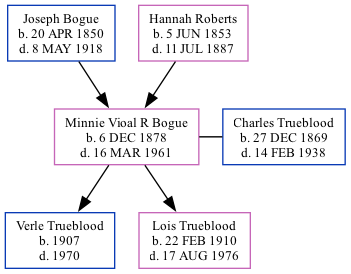 Joseph Bogue
b. 20 APR 1850
d. 8 MAY 1918
Hannah Roberts
b. 5 JUN 1853
d. 11 JUL 1887
Minnie Vioal R Bogue
b. 6 DEC 1878
d. 16 MAR 1961
Charles Trueblood
b. 27 DEC 1869
d. 14 FEB 1938
Verle Trueblood
b. 1907
d. 1970
Lois Trueblood
b. 22 FEB 1910
d. 17 AUG 1976